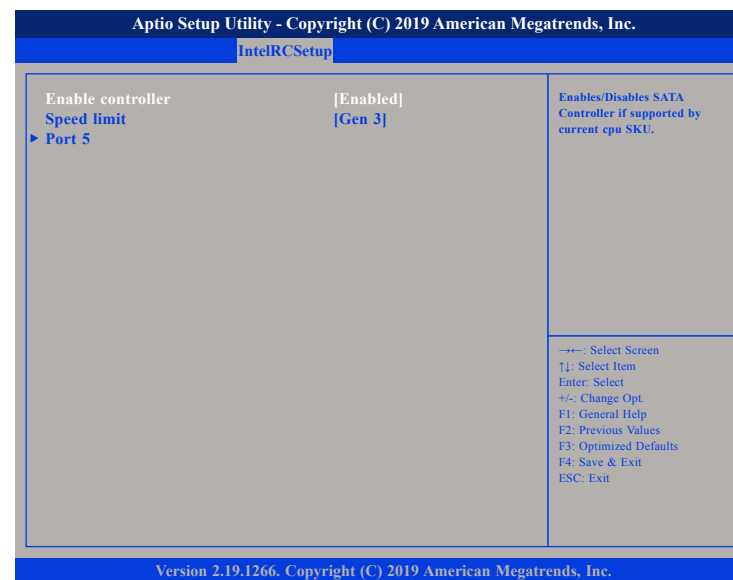 Aptio Setup Utility - Copyright (C) 2019 American Megatrends, Inc.
IntelRCSetup
Enable controller [Enabled]
Speed limit [Gen 3]
► Port 5
Enables/Disables SATA
Controller if supported by
current cpu SKU.
→←: Select Screen
↑↓: Select Item
Enter: Select
+/-: Change Opt.
F1: General Help
F2: Previous Values
F3: Optimized Defaults
F4: Save & Exit
ESC: Exit
Version 2.19.1266. Copyright (C) 2019 American Megatrends, Inc.